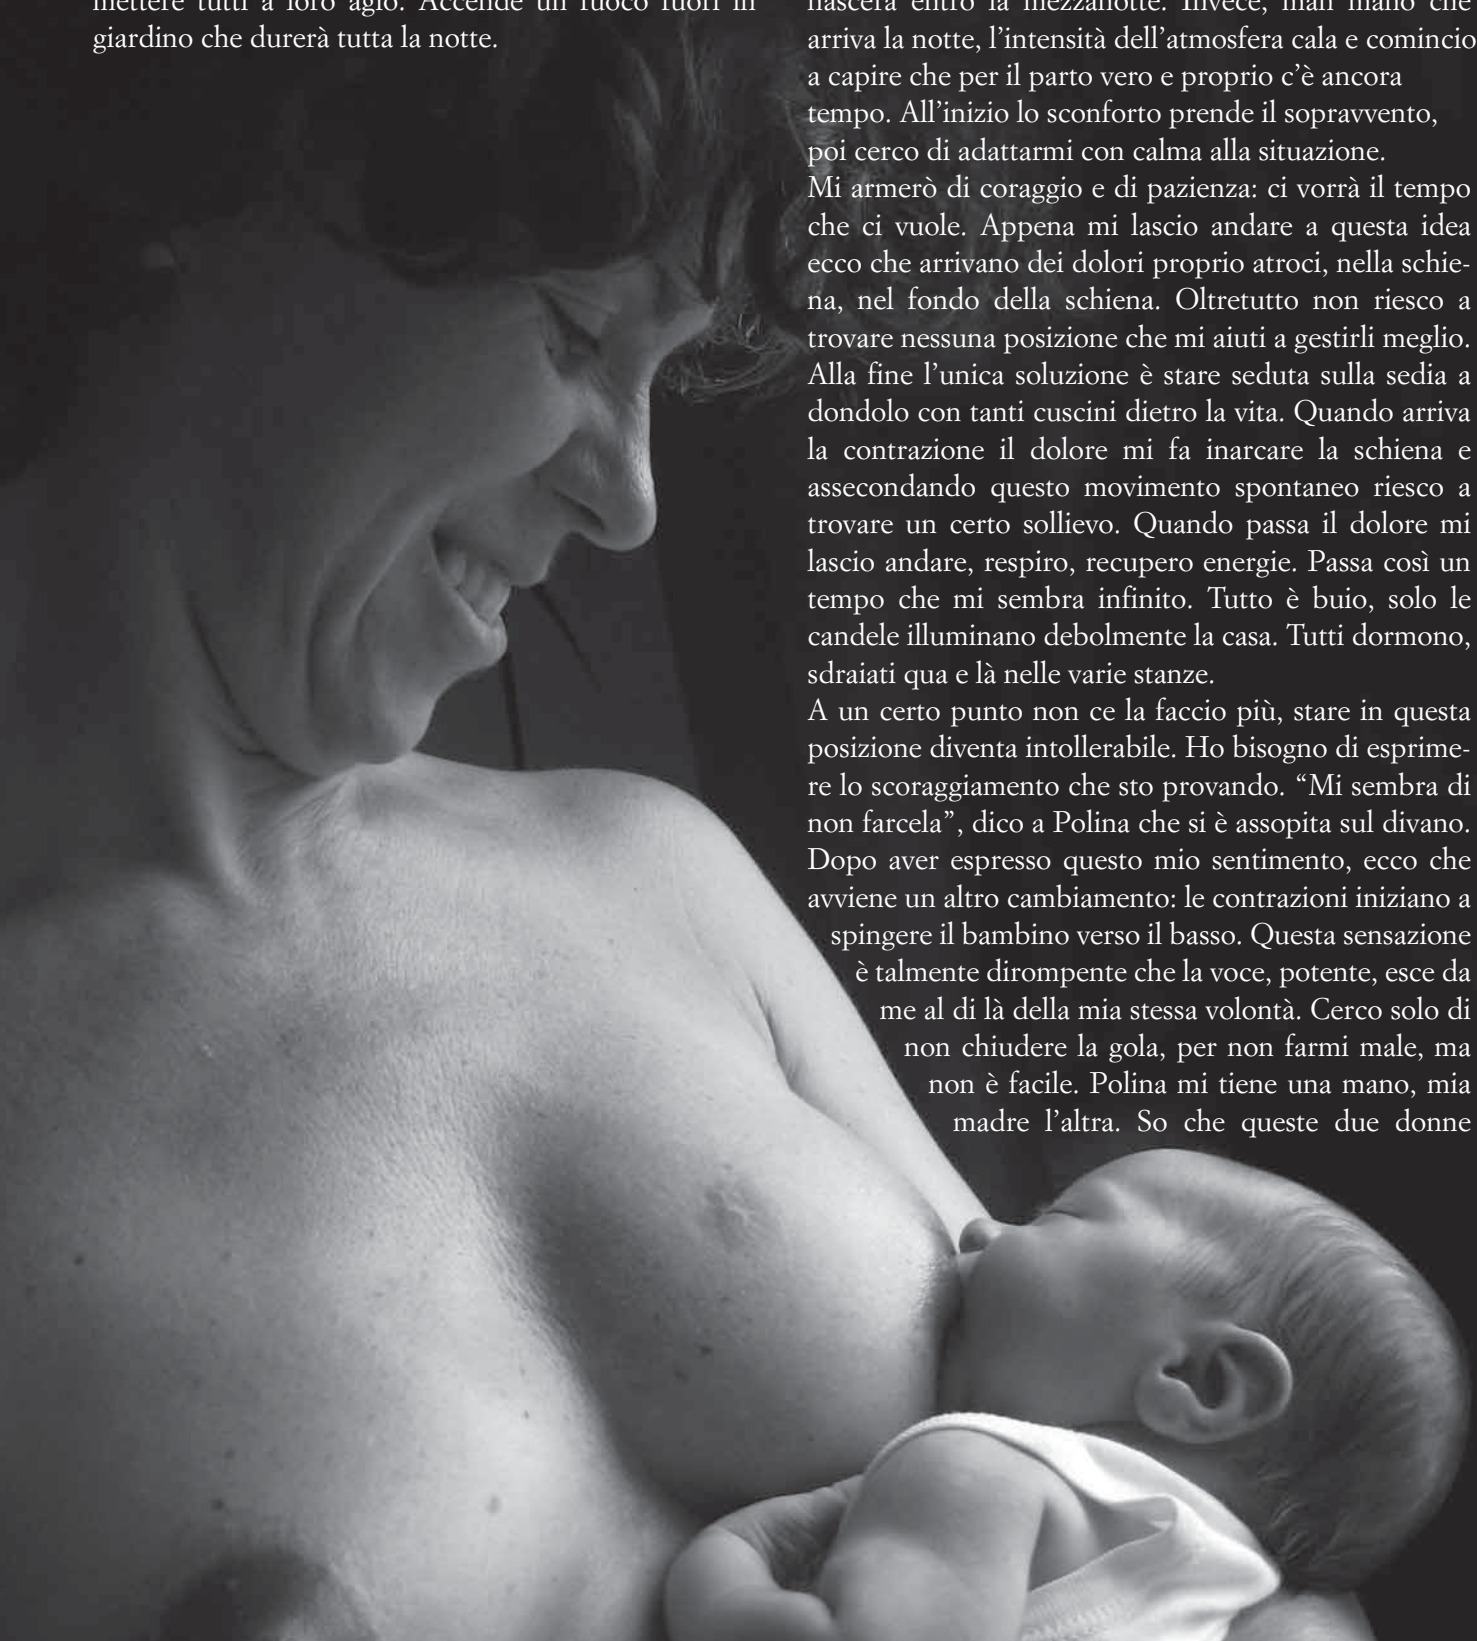 mettere tutti a loro agio. Accende un fuoco fuori in
giardino che durerà tutta la notte.
nascerà entro la mezzanotte. Invece, man mano che
arriva la notte, l’intensità dell’atmosfera cala e comincio
a capire che per il parto vero e proprio c’è ancora
tempo. All’inizio lo sconforto prende il sopravvento,
poi cerco di adattarmi con calma alla situazione.
Mi armerò di coraggio e di pazienza: ci vorrà il tempo
che ci vuole. Appena mi lascio andare a questa idea
ecco che arrivano dei dolori proprio atroci, nella schie-
na, nel fondo della schiena. Oltretutto non riesco a
trovare nessuna posizione che mi aiuti a gestirli meglio.
Alla fine l’unica soluzione è stare seduta sulla sedia a
dondolo con tanti cuscini dietro la vita. Quando arriva
la contrazione il dolore mi fa inarcare la schiena e
assecondando questo movimento spontaneo riesco a
trovare un certo sollievo. Quando passa il dolore mi
lascio andare, respiro, recupero energie. Passa così un
tempo che mi sembra infinito. Tutto è buio, solo le
candele illuminano debolmente la casa. Tutti dormono,
sdraiati qua e là nelle varie stanze.
A un certo punto non ce la faccio più, stare in questa
posizione diventa intollerabile. Ho bisogno di esprime-
re lo scoraggiamento che sto provando. “Mi sembra di
non farcela”, dico a Polina che si è assopita sul divano.
Dopo aver espresso questo mio sentimento, ecco che
avviene un altro cambiamento: le contrazioni iniziano a
spingere il bambino verso il basso. Questa sensazione
è talmente dirompente che la voce, potente, esce da
me al di là della mia stessa volontà. Cerco solo di
non chiudere la gola, per non farmi male, ma
non è facile. Polina mi tiene una mano, mia
madre l’altra. So che queste due donne